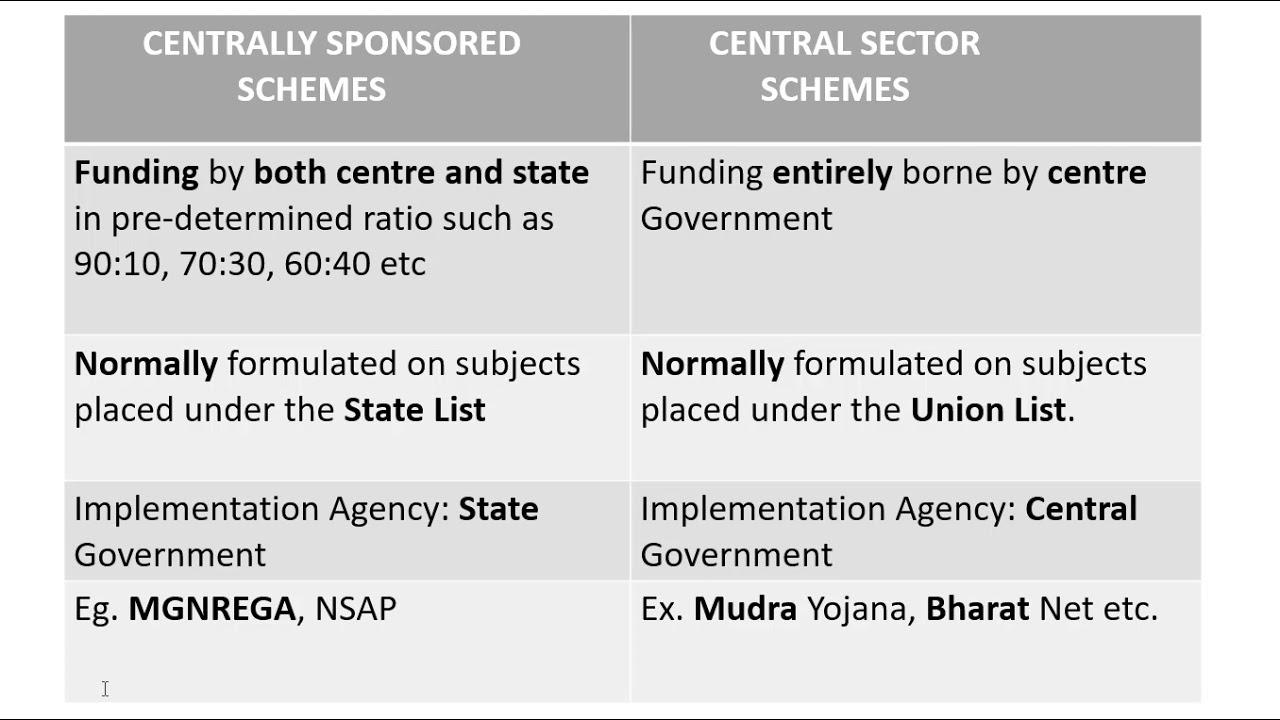 CENTRALLY SPONSORED
SCHEMES
CENTRAL SECTOR
SCHEMES
Funding by both centre and state
in pre-determined ratio such as
90:10, 70:30, 60:40 etc
Funding entirely borne by centre
Government
Normally formulated on subjects
placed under the State List
Normally formulated on subjects
placed under the Union List.
Implementation Agency: State
Government
Implementation Agency: Central
Government
Eg. MGNREGA, NSAP
Ex. Mudra Yojana, Bharat Net etc.